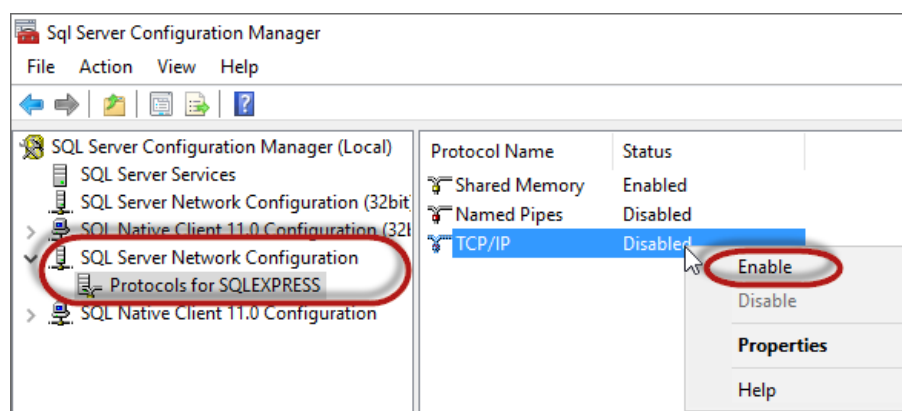 Sql Server Configuration Manager
File Action View Help
SQL Server Configuration Manager (Local)
SQL Server Services
SQL Server Network Configuration (32bit
SQL Native Client 11.0 Configuration (32b
SQL Server Network Configuration
Protocols for SQLEXPRESS
SQL Native Client 11.0 Configuration
Protocol Name Status
Shared Memory Enabled
Named Pipes Disabled
TCP/IP Disabled
Enable
Disable
Properties
Help